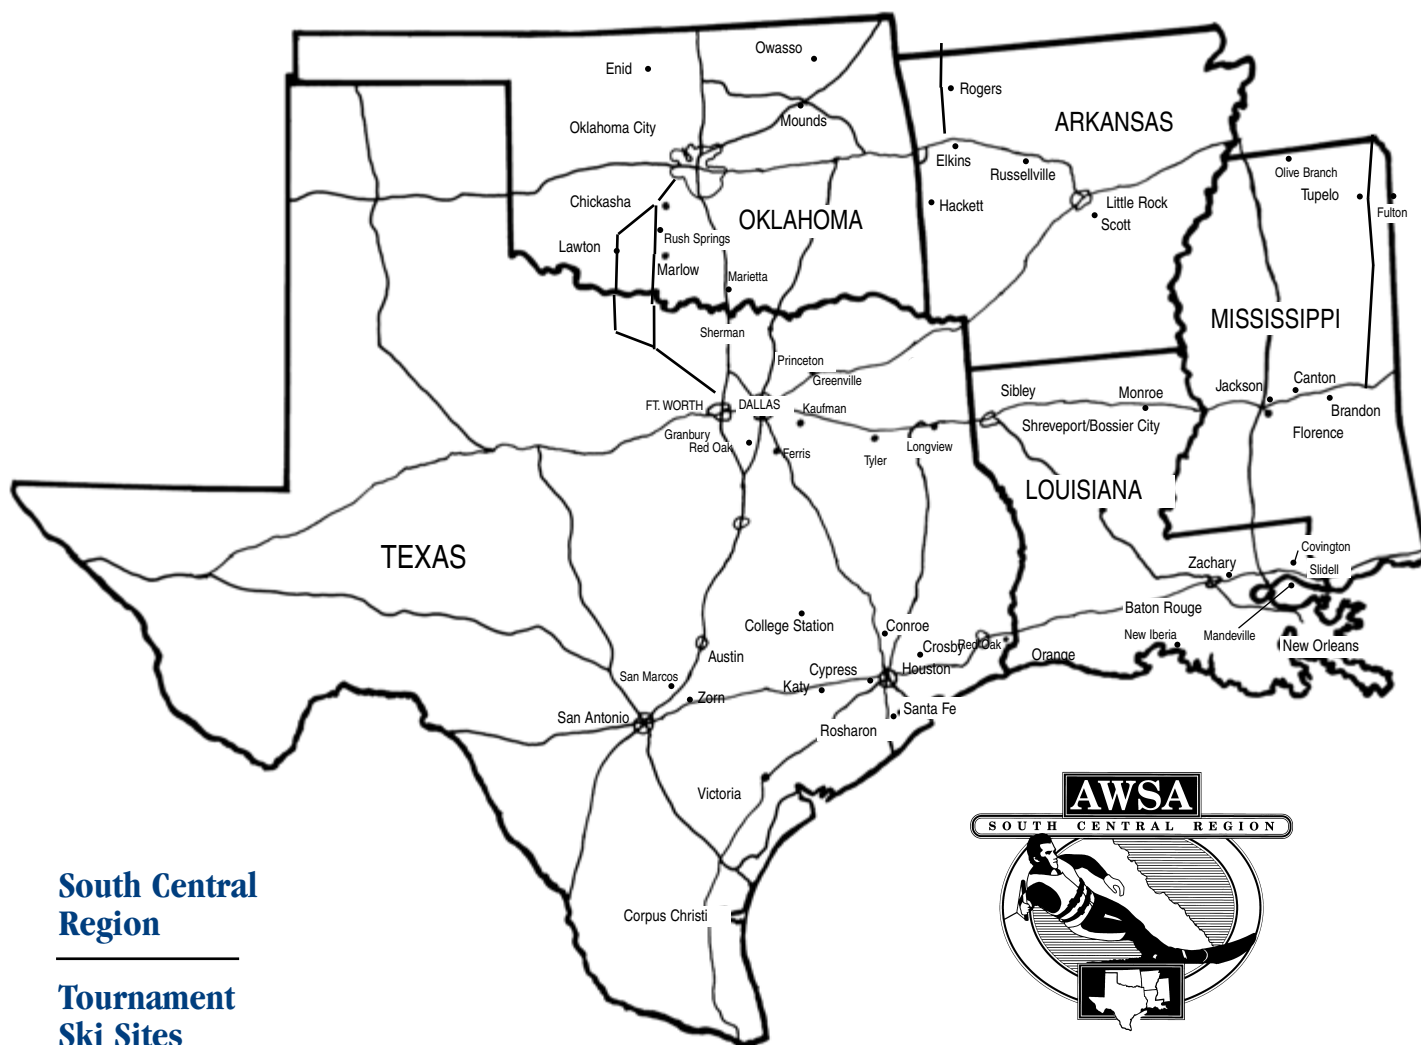 Owasso
Enid
Rogers
Mounds
Oklahoma City
ARKANSAS
Elkins
Russellville
Olive Branch
Tupelo
Fulton
Chickasha
Hackett
Little Rock
Scott
OKLAHOMA
Rush Springs
Lawton
Marlow
Marietta
MISSISSIPPI
Sherman
Princeton
Greenville
Sibley
Monroe
Jackson
Canton
FT. WORTH
DALLAS
Kaufman
Brandon
Shreveport/Bossier City
Florence
Granbury
Red Oak
Ferris
Tyler
Longview
LOUISIANA
TEXAS
Covington
Zachary
Slidell
Baton Rouge
College Station
Conroe
New Iberia
Mandeville
New Orleans
Crosby
Red Oak
Orange
Austin
Houston
Cypress
San Marcos
Katy
Zorn
Santa Fe
San Antonio
Rosharon
Victoria
Corpus Christi
AWSA
SOUTH CENTRAL REGION
South Central
Region
Tournament
Ski Sites